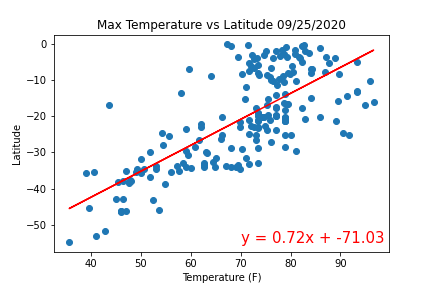 Max Temperature vs Latitude 09/25/2020
0
−10
−20
−30
−40
−50
Latitude
y = 0.72x + -71.03
40 50 60 70 80 90
Temperature (F)